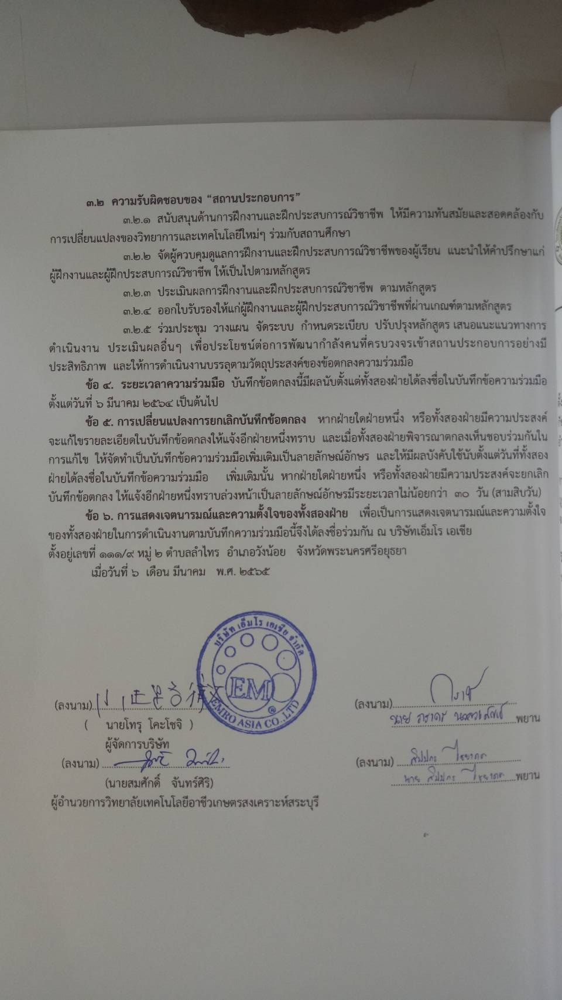 ๓.๒ ความรับผิดชอบของ “สถานประกอบการ”
๓.๒.๑ สนับสนุนด้านการฝึกงานและฝึกประสบการณ์วิชาชีพ ให้มีความทันสมัยและสอดคล้องกับ
การเปลี่ยนแปลงของวิทยาการและเทคโนโลยีใหม่ๆ ร่วมกับสถานศึกษา
๓.๒.๒ จัดผู้ควบคุมดูแลการฝึกงานและฝึกประสบการณ์วิชาชีพของผู้เรียน แนะนำให้คำปรึกษาแก่
ผู้ฝึกงานและผู้ฝึกประสบการณ์วิชาชีพ ให้เป็นไปตามหลักสูตร
๓.๒.๓ ประเมินผลการฝึกงานและฝึกประสบการณ์วิชาชีพ ตามหลักสูตร
๓.๒.๔ ออกใบรับรองให้แก่ผู้ฝึกงานและผู้ฝึกประสบการณ์วิชาชีพที่ผ่านเกณฑ์ตามหลักสูตร
๓.๒.๕ ร่วมประชุม วางแผน จัดระบบ กำหนดระเบียบ ปรับปรุงหลักสูตร เสนอแนะแนวทางการ
ดำเนินงาน ประเมินผลอื่นๆ เพื่อประโยชน์ต่อการพัฒนากำลังคนที่ครบวงจรเข้าสถานประกอบการอย่างมี
ประสิทธิภาพ และให้การดำเนินงานบรรลุตามวัตถุประสงค์ของข้อตกลงความร่วมมือ
ข้อ ๔. ระยะเวลาความร่วมมือ บันทึกข้อตกลงนี้มีผลนับตั้งแต่ทั้งสองฝ่ายได้ลงชื่อในบันทึกข้อความร่วมมือ
ตั้งแต่วันที่ ๖ มีนาคม ๒๕๖๔ เป็นต้นไป
ข้อ ๕. การเปลี่ยนแปลงการยกเลิกบันทึกข้อตกลง หากฝ่ายใดฝ่ายหนึ่ง หรือทั้งสองฝ่ายมีความประสงค์
จะแก้ไขรายละเอียดในบันทึกข้อตกลงให้แจ้งอีกฝ่ายหนึ่งทราบ และเมื่อทั้งสองฝ่ายพิจารณาตกลงเห็นชอบร่วมกันใน
การแก้ไข ให้จัดทำเป็นบันทึกข้อความร่วมมือเพิ่มเติมเป็นลายลักษณ์อักษร และให้มีผลบังคับใช้นับตั้งแต่วันที่ทั้งสอง
ฝ่ายได้ลงชื่อในบันทึกข้อความร่วมมือ เพิ่มเติมนั้น หากฝ่ายใดฝ่ายหนึ่ง หรือทั้งสองฝ่ายมีความประสงค์จะยกเลิก
บันทึกข้อตกลง ให้แจ้งอีกฝ่ายหนึ่งทราบล่วงหน้าเป็นลายลักษณ์อักษรมีระยะเวลาไม่น้อยกว่า ๓๐ วัน (สามสิบวัน)
ข้อ ๖. การแสดงเจตนารมณ์และความตั้งใจของทั้งสองฝ่าย เพื่อเป็นการแสดงเจตนารมณ์และความตั้งใจ
ของทั้งสองฝ่ายในการดำเนินงานตามบันทึกความร่วมมือนี้จึงได้ลงชื่อร่วมกัน ณ บริษัทเอ็มโร เอเชีย
ตั้งอยู่เลขที่ ๑๑๑/๙ หมู่ ๒ ตำบลลำไทร อำเภอวังน้อย จังหวัดพระนครศรีอยุธยา
เมื่อวันที่ ๖ เดือน มีนาคม พ.ศ. ๒๕๖๕
บริษัท เอ็มโร เอเชีย จำกัด
EM
®
EMRO ASIA CO.,LTD
(ลงนาม)
( นายโทรุ โคะโชจิ )
ผู้จัดการบริษัท
(ลงนาม)
นาย
พยาน
(ลงนาม)
(นายสมศักดิ์ จันทร์ศิริ)
ผู้อำนวยการวิทยาลัยเทคโนโลยีอาชีวเกษตรสงเคราะห์สระบุรี
(ลงนาม)
นาย
พยาน